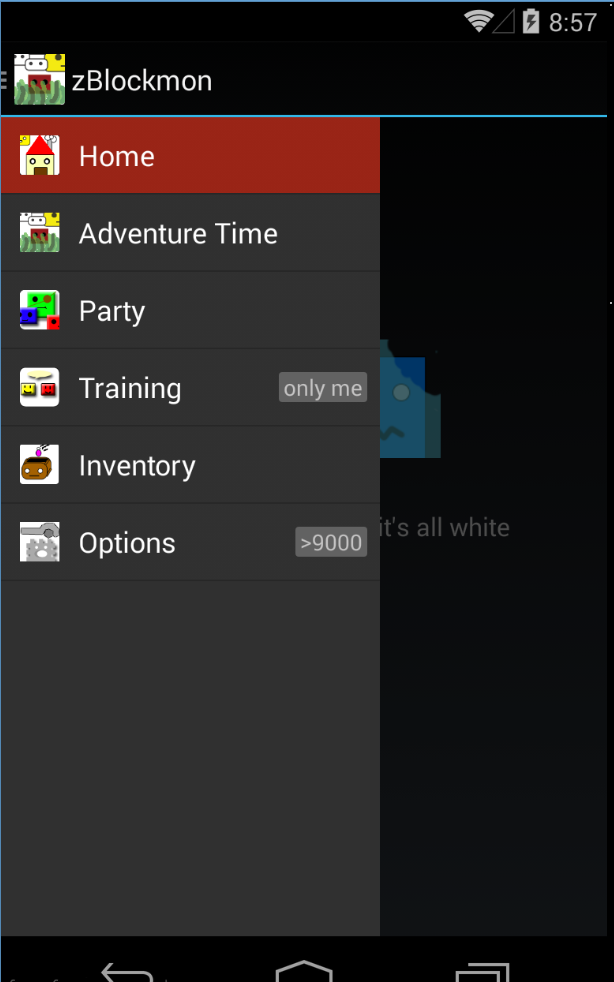 8:57
zBlockmon
Home
Adventure Time
Party
Training only me
Inventory
Options >9000
it's all white